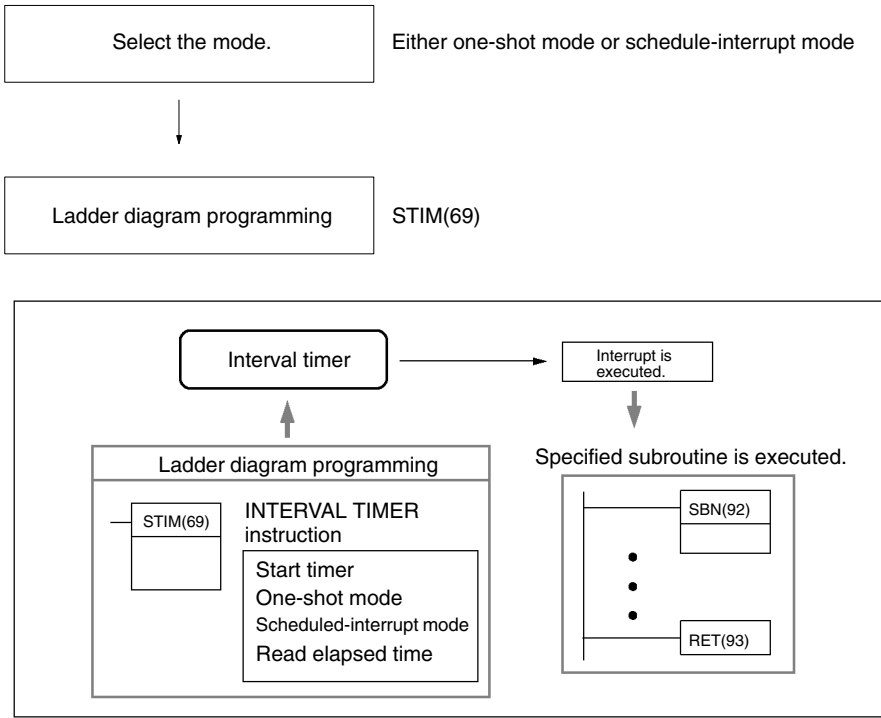 Select the mode.
Either one-shot mode or schedule-interrupt mode
Ladder diagram programming
STIM(69)
Interval timer
Interrupt is
executed.
Ladder diagram programming
STIM(69)
INTERVAL TIMER
instruction
Start timer
One-shot mode
Scheduled-interrupt mode
Read elapsed time
Specified subroutine is executed.
SBN(92)
RET(93)